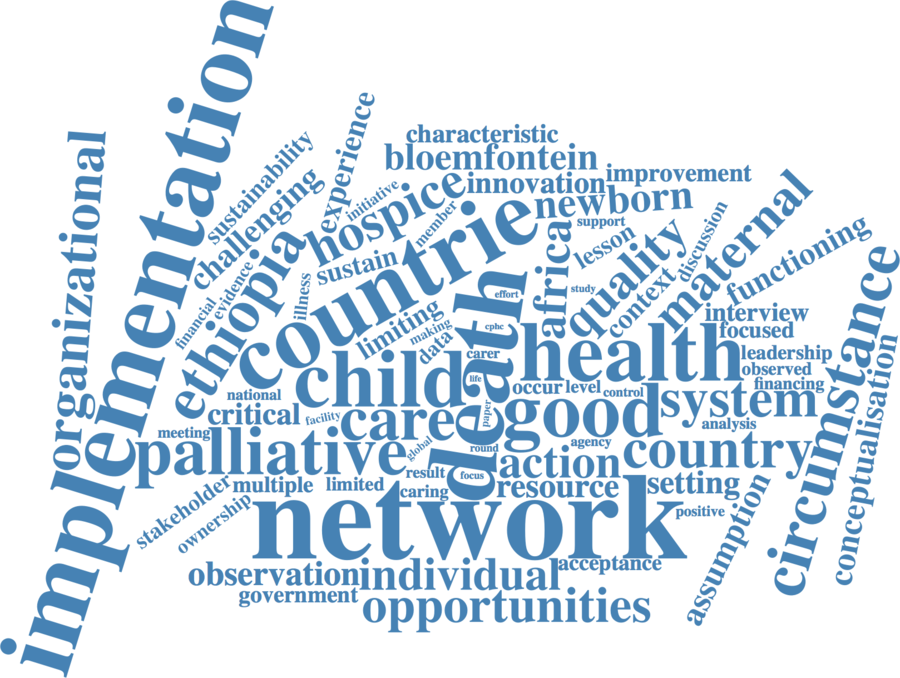 implementation
organizational
sustainability
challenging
experience
initiative
characteristic
bloemfontein
hospice
innovation
improvement
newborn
member
support
countrie
sustain
illness
evidence
financial
ethiopia
lesson
africa
quality
context
discussion
maternal
functioning
study
effort
limiting
making
data
cphc
death
health
interview
focused
leadership
observed
financing
circumstance
conceptualisation
child
carer
life
occur
level
control
national
critical
facility
care
paper
good
system
analysis
meeting
palliative
global
round
agency
action
country
result
focus
stakeholder
multiple
limited
caring
resource
setting
ownership
network
positive
assumption
observation
individual
acceptance
government
opportunities